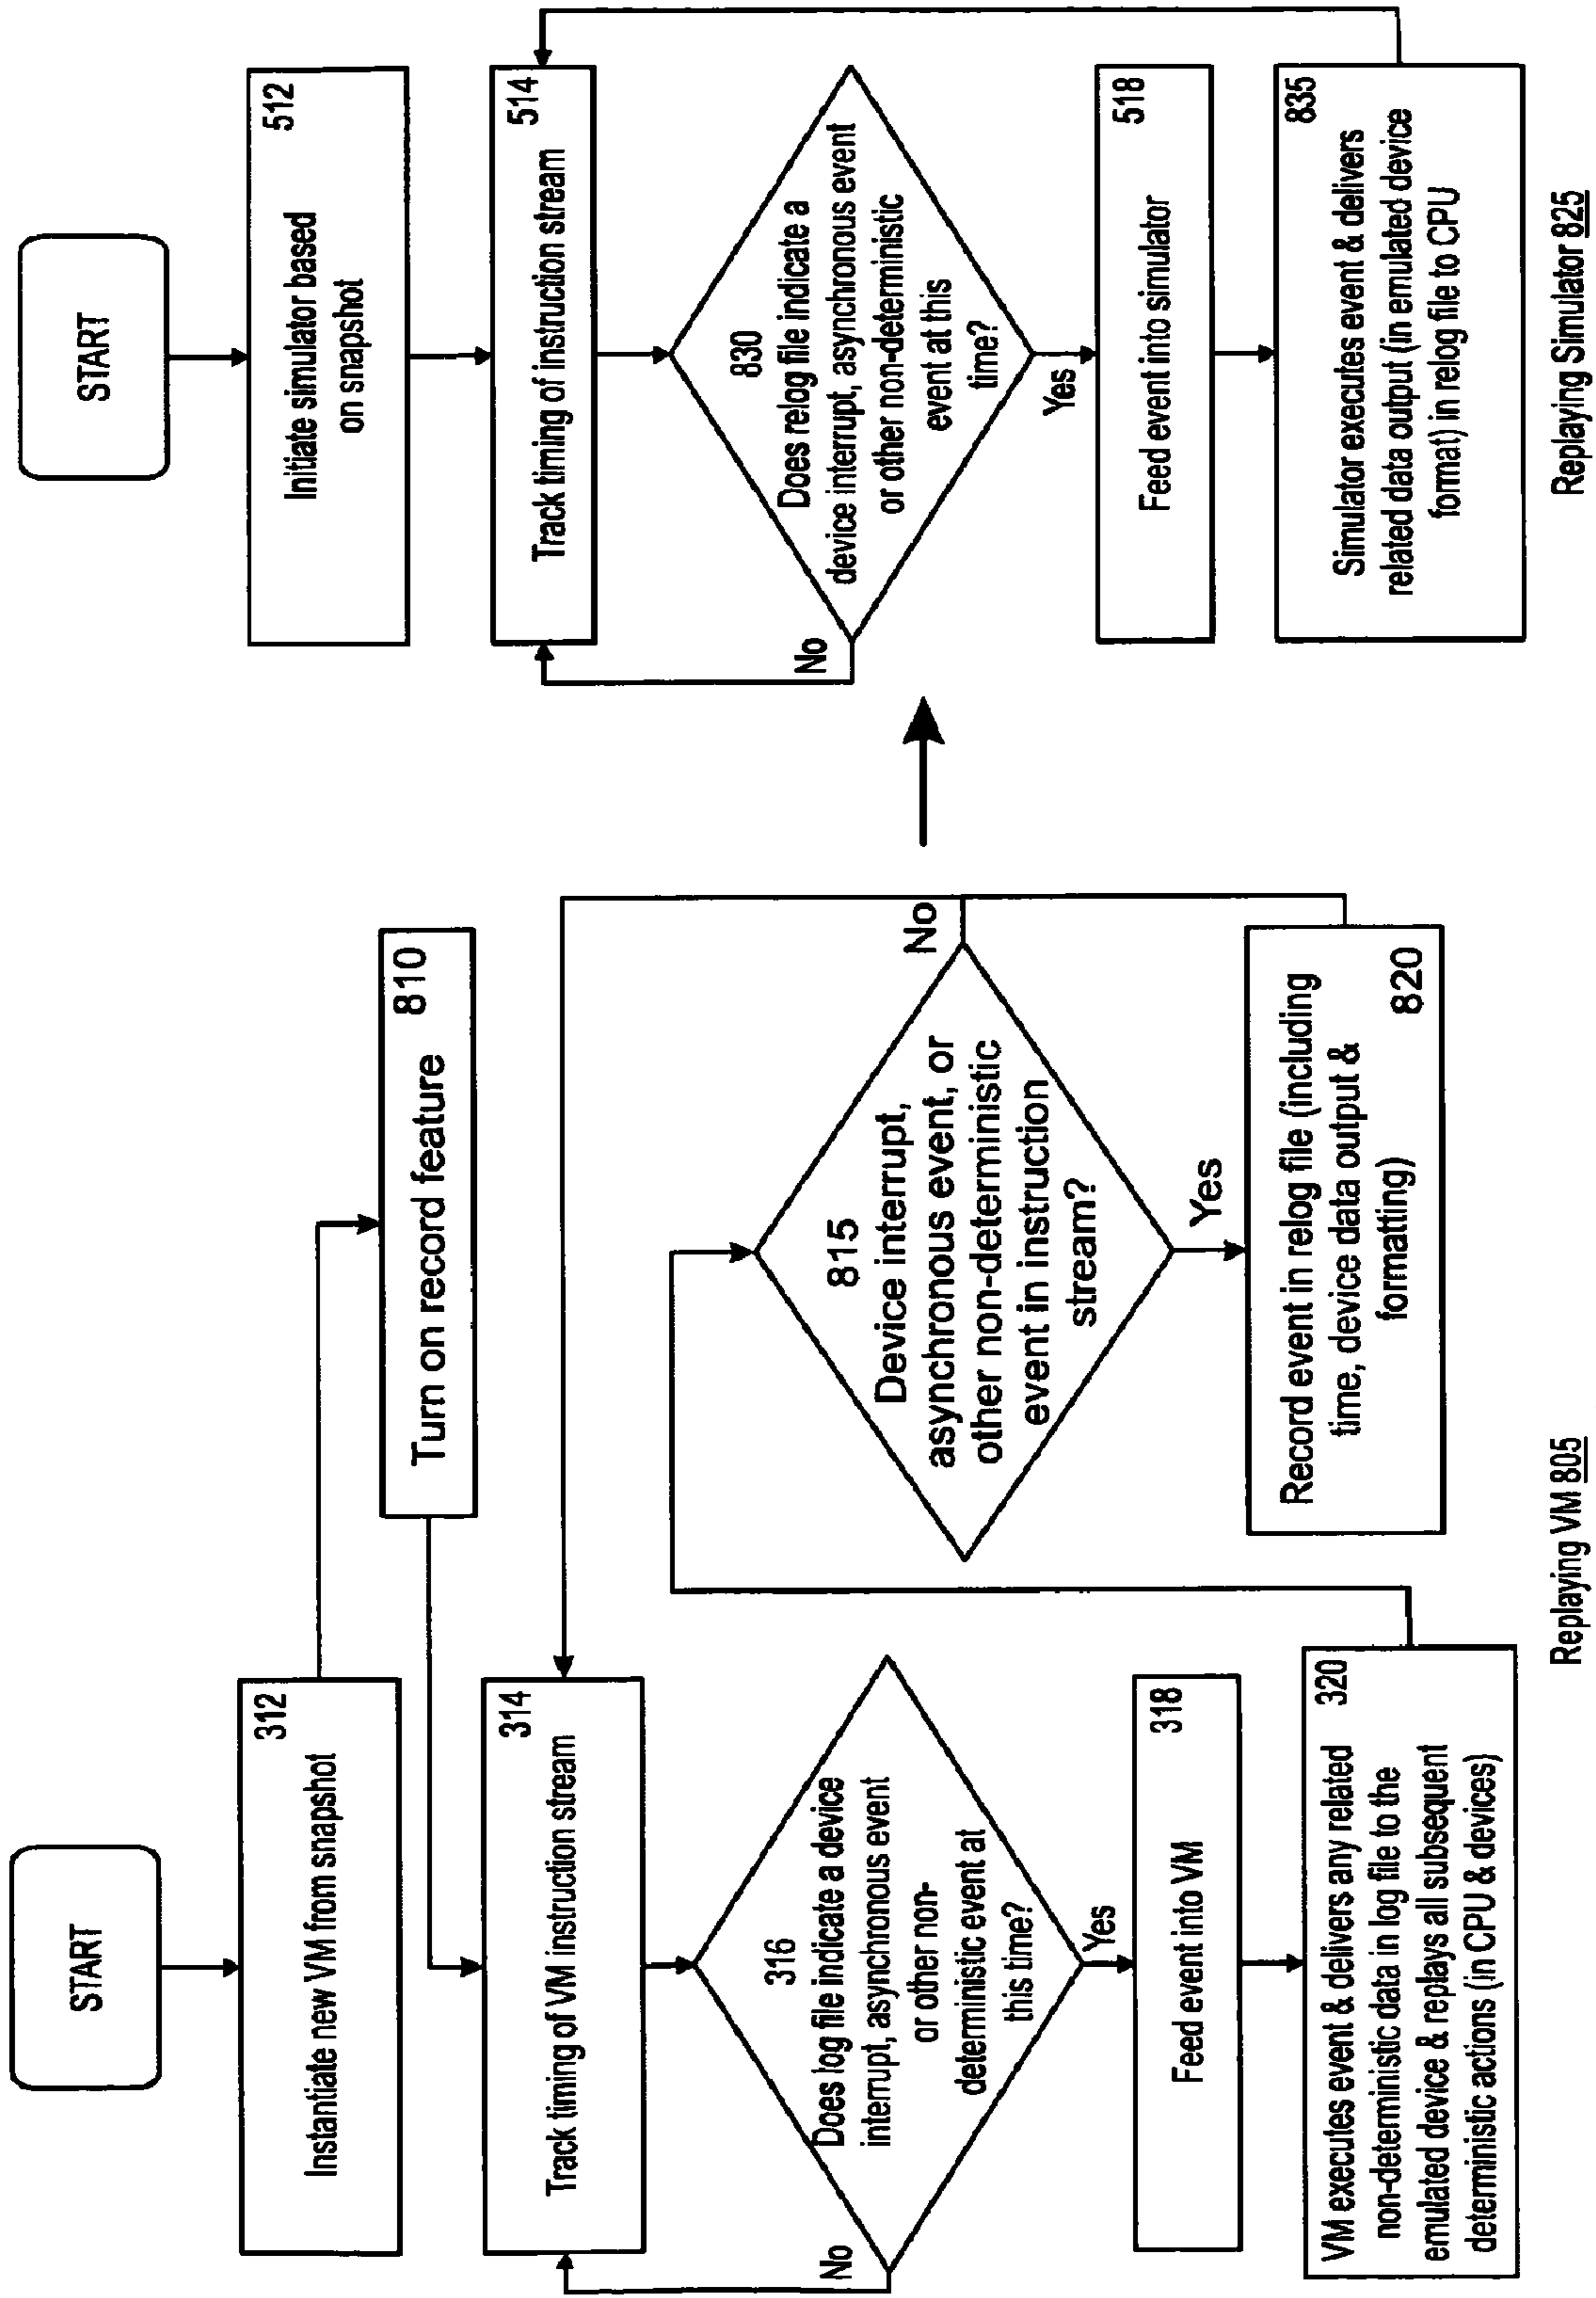 START
312
Instantiate new VM from snapshot
810
Turn on record feature
314
Track timing of VM instruction stream
316
Does log file indicate a device
interrupt, asynchronous event
or other non-
deterministic event at
this time?
No
Yes
318
Feed event into VM
320
VM executes event & delivers any related
non-deterministic data in log file to the
emulated device & replays all subsequent
deterministic actions (in CPU & devices)
815
Device interrupt,
asynchronous event, or
other non-deterministic
event in instruction
stream?
No
Yes
Record event in relog file (including
time, device data output &
formatting)
820
Replaying VM 805
START
512
Initiate simulator based
on snapshot
514
Track timing of instruction stream
830
Does relog file indicate a
device interrupt, asynchronous event
or other non-deterministic
event at this
time?
No
Yes
518
Feed event into simulator
835
Simulator executes event & delivers
related data output (in emulated device
format) in relog file to CPU
Replaying Simulator 825